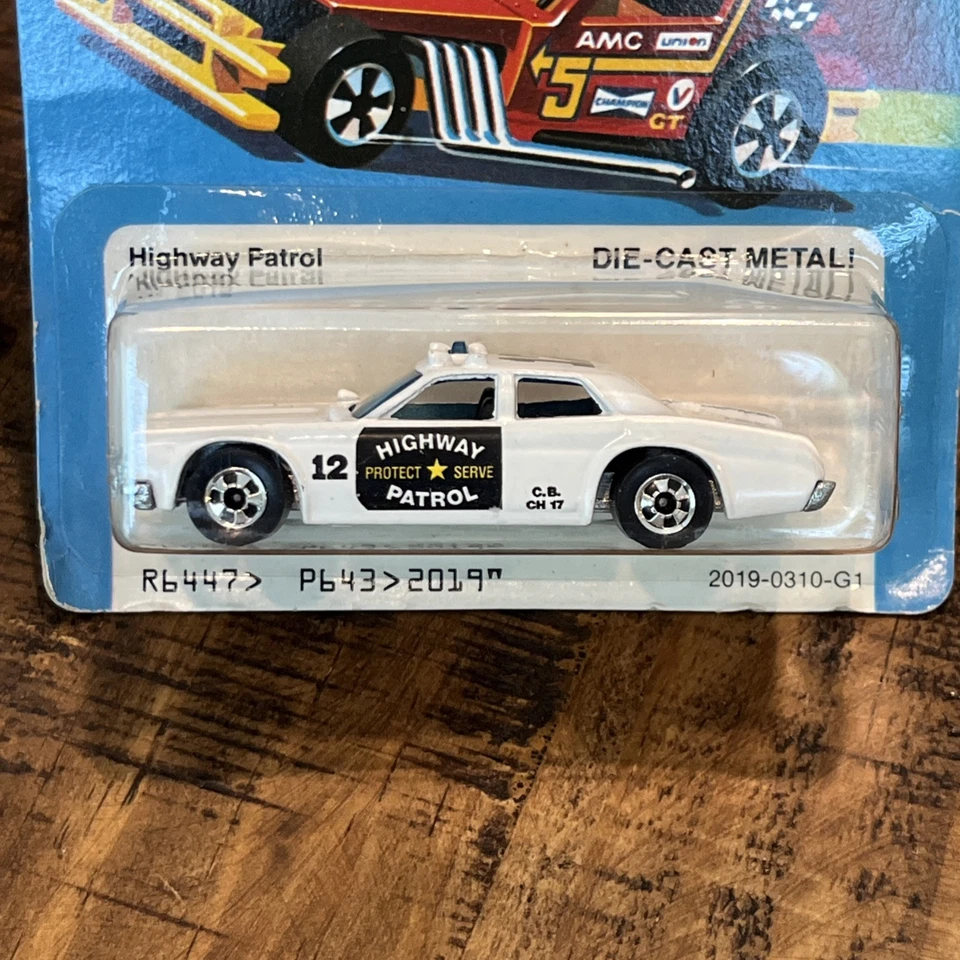 AMC union
5 CHAMPION V
GT
Highway Patrol DIE-CAST METAL!
HIGHWAY
12 PROTECT ★ SERVE
PATROL
C.B.
CH 17
R6447> P643>2019" 2019-0310-G1